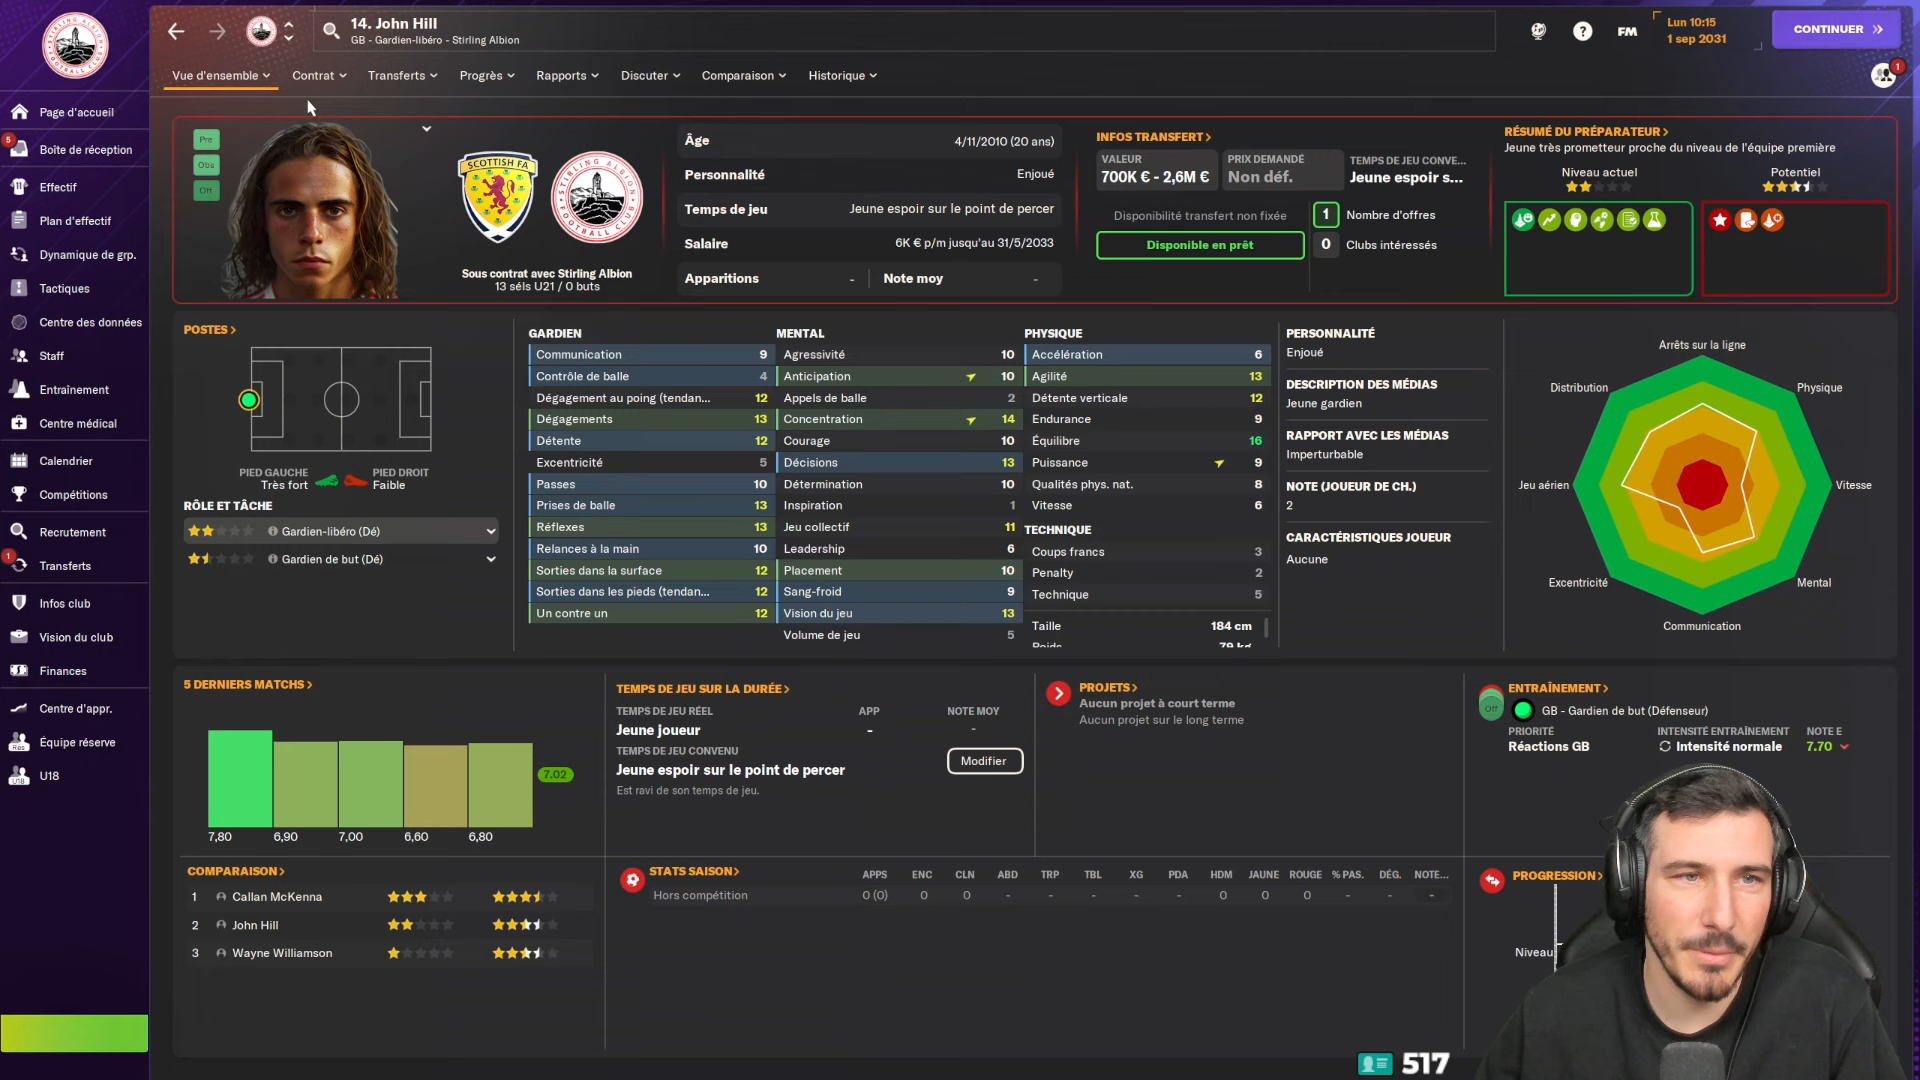 14. John Hill
GB - Gardien-libéro - Stirling Albion
FM
Lun 10:15
1 sep 2031
CONTINUER
Vue d'ensemble
Contrat
Transferts
Progrès
Rapports
Discuter
Comparaison
Historique
1
Page d'accueil
5
Boîte de réception
Effectif
Plan d'effectif
Dynamique de grp.
Tactiques
Centre des données
Staff
Entraînement
Centre médical
Calendrier
Compétitions
Recrutement
1
Transferts
Infos club
Vision du club
Finances
Centre d'appr.
Équipe réserve
U18
Pre
Obs
Off
SCOTTISH FA
STIRLING ALBION
FOOTBALL CLUB
Sous contrat avec Stirling Albion
13 séls U21 / 0 buts
Âge 4/11/2010 (20 ans)
Personnalité Enjoué
Temps de jeu Jeune espoir sur le point de percer
Salaire 6K € p/m jusqu'au 31/5/2033
Apparitions - Note moy -
INFOS TRANSFERT
VALEUR
700K € - 2,6M €
PRIX DEMANDÉ
Non déf.
TEMPS DE JEU CONVE...
Jeune espoir s...
Disponibilité transfert non fixée
Disponible en prêt
1 Nombre d'offres
0 Clubs intéressés
RÉSUMÉ DU PRÉPARATEUR
Jeune très prometteur proche du niveau de l'équipe première
Niveau actuel
Potentiel
POSTES
PIED GAUCHE
Très fort
PIED DROIT
Faible
RÔLE ET TÂCHE
Gardien-libéro (Dé)
Gardien de but (Dé)
GARDIEN
Communication 9
Contrôle de balle 4
Dégagement au poing (tendan... 12
Dégagements 13
Détente 12
Excentricité 5
Passes 10
Prises de balle 13
Réflexes 13
Relances à la main 10
Sorties dans la surface 12
Sorties dans les pieds (tendan... 12
Un contre un 12
MENTAL
Agressivité 10
Anticipation 10
Appels de balle 2
Concentration 14
Courage 10
Décisions 13
Détermination 10
Inspiration 1
Jeu collectif 11
Leadership 6
Placement 10
Sang-froid 9
Vision du jeu 13
Volume de jeu 5
PHYSIQUE
Accélération 6
Agilité 13
Détente verticale 12
Endurance 9
Équilibre 16
Puissance 9
Qualités phys. nat. 8
Vitesse 6
TECHNIQUE
Coups francs 3
Penalty 2
Technique 5
Taille 184 cm
Poids 79 kg
PERSONNALITÉ
Enjoué
DESCRIPTION DES MÉDIAS
Jeune gardien
RAPPORT AVEC LES MÉDIAS
Imperturbable
NOTE (JOUEUR DE CH.)
2
CARACTÉRISTIQUES JOUEUR
Aucune
Arrêts sur la ligne
Distribution
Physique
Jeu aérien
Vitesse
Excentricité
Mental
Communication
5 DERNIERS MATCHS
7.02
7,80 6,90 7,00 6,60 6,80
TEMPS DE JEU SUR LA DURÉE
TEMPS DE JEU RÉEL
APP
NOTE MOY
Jeune joueur - -
TEMPS DE JEU CONVENU
Jeune espoir sur le point de percer
Modifier
Est ravi de son temps de jeu.
PROJETS
Aucun projet à court terme
Aucun projet sur le long terme
ENTRAÎNEMENT
Off
GB - Gardien de but (Défenseur)
PRIORITÉ
Réactions GB
INTENSITÉ ENTRAÎNEMENT
Intensité normale
NOTE E
7.70
COMPARAISON
1 Callan McKenna
2 John Hill
3 Wayne Williamson
STATS SAISON
APPS ENC CLN ABD TRP TBL XG PDA HDM JAUNE ROUGE % PAS. DÉG. NOTE...
Hors compétition 0 (0) 0 0 - - - - - 0 0 0 - - -
PROGRESSION
Niveau
517